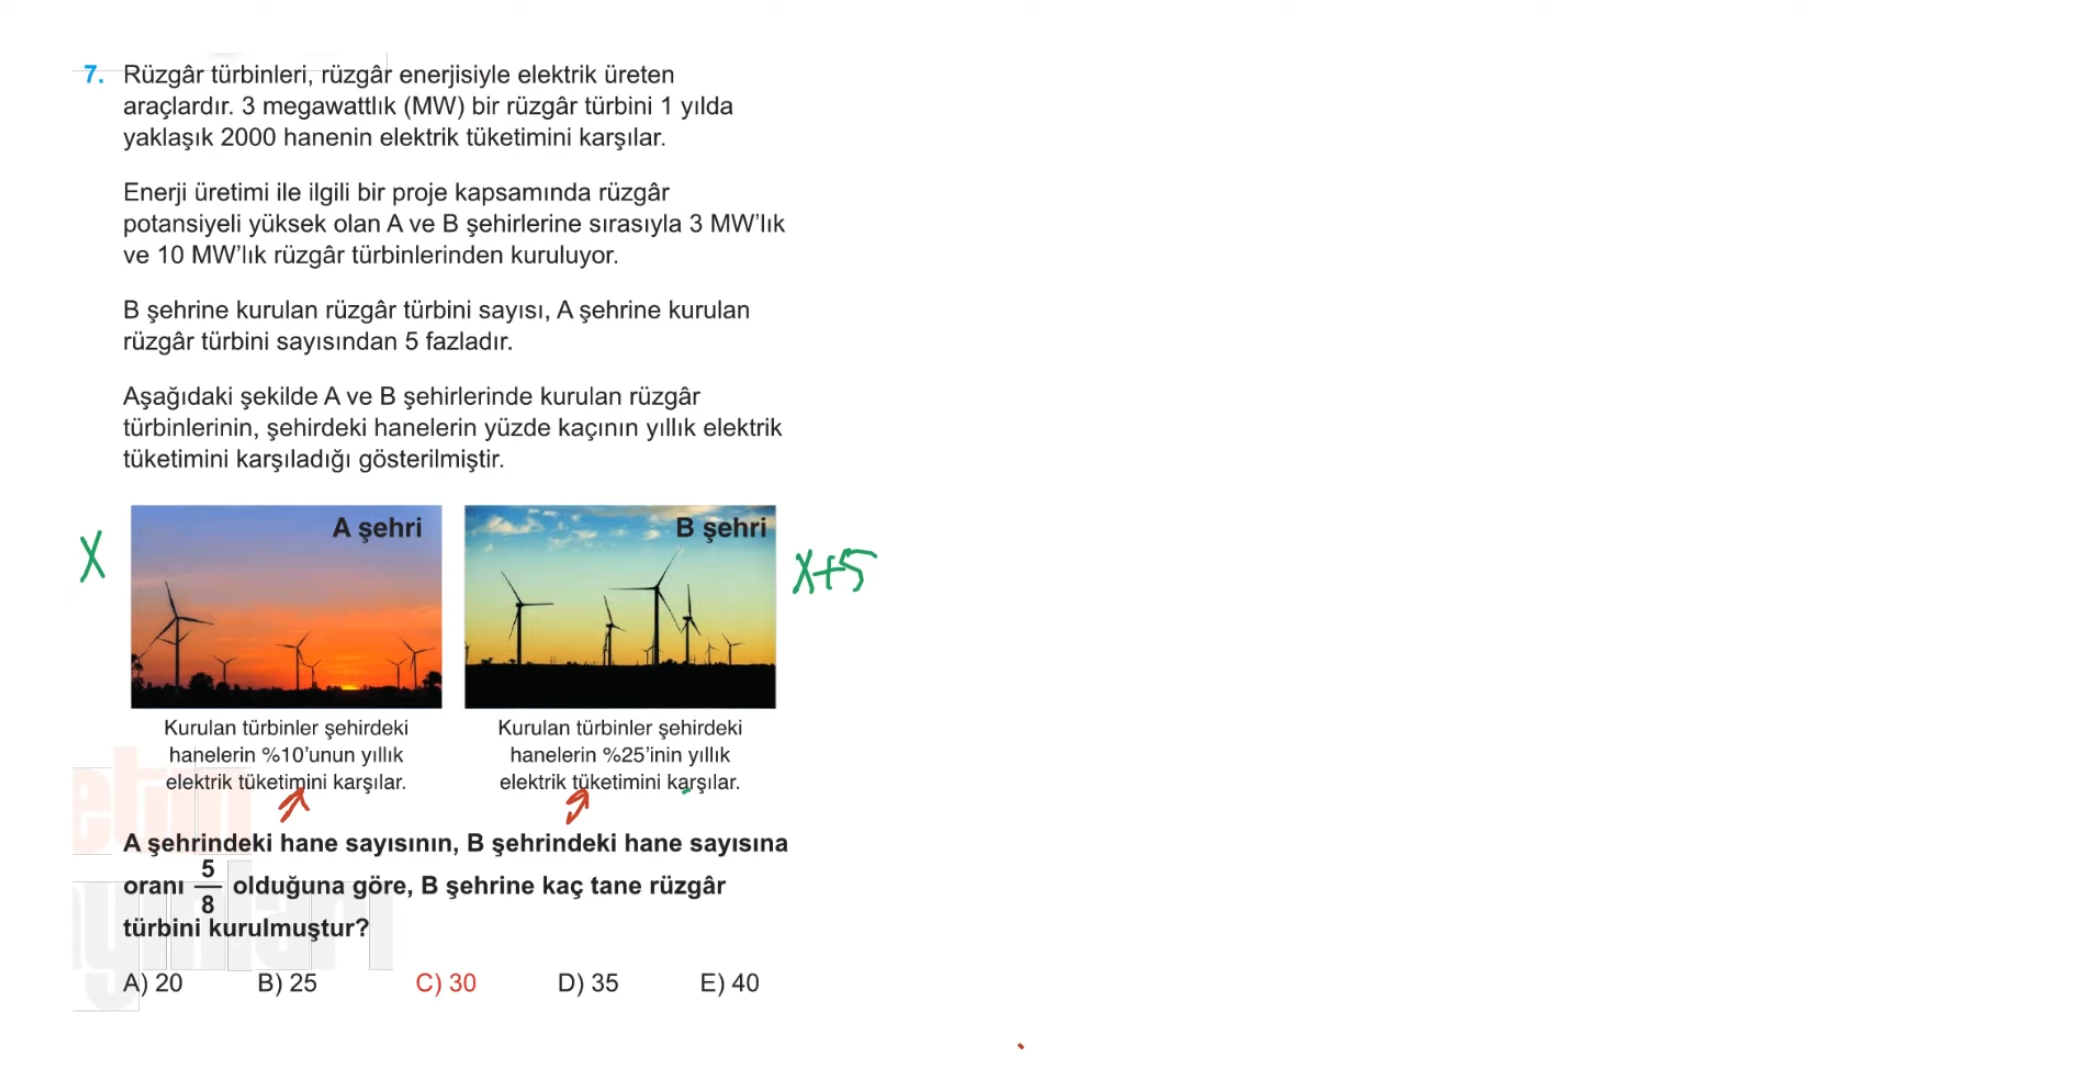 7. Rüzgâr türbinleri, rüzgâr enerjisiyle elektrik üreten
araçlardır. 3 megawattlık (MW) bir rüzgâr türbini 1 yılda
yaklaşık 2000 hanenin elektrik tüketimini karşılar.
Enerji üretimi ile ilgili bir proje kapsamında rüzgâr
potansiyeli yüksek olan A ve B şehirlerine sırasıyla 3 MW’lık
ve 10 MW’lık rüzgâr türbinlerinden kuruluyor.
B şehrine kurulan rüzgâr türbini sayısı, A şehrine kurulan
rüzgâr türbini sayısından 5 fazladır.
Aşağıdaki şekilde A ve B şehirlerinde kurulan rüzgâr
türbinlerinin, şehirdeki hanelerin yüzde kaçının yıllık elektrik
tüketimini karşıladığı gösterilmiştir.
X
A şehri
Kurulan türbinler şehirdeki
hanelerin %10’unun yıllık
elektrik tüketimini karşılar.
B şehri
X+5
Kurulan türbinler şehirdeki
hanelerin %25’inin yıllık
elektrik tüketimini karşılar.
A şehrindeki hane sayısının, B şehrindeki hane sayısına
oranı 5/8 olduğuna göre, B şehrine kaç tane rüzgâr
türbini kurulmuştur?
A) 20 B) 25 C) 30 D) 35 E) 40